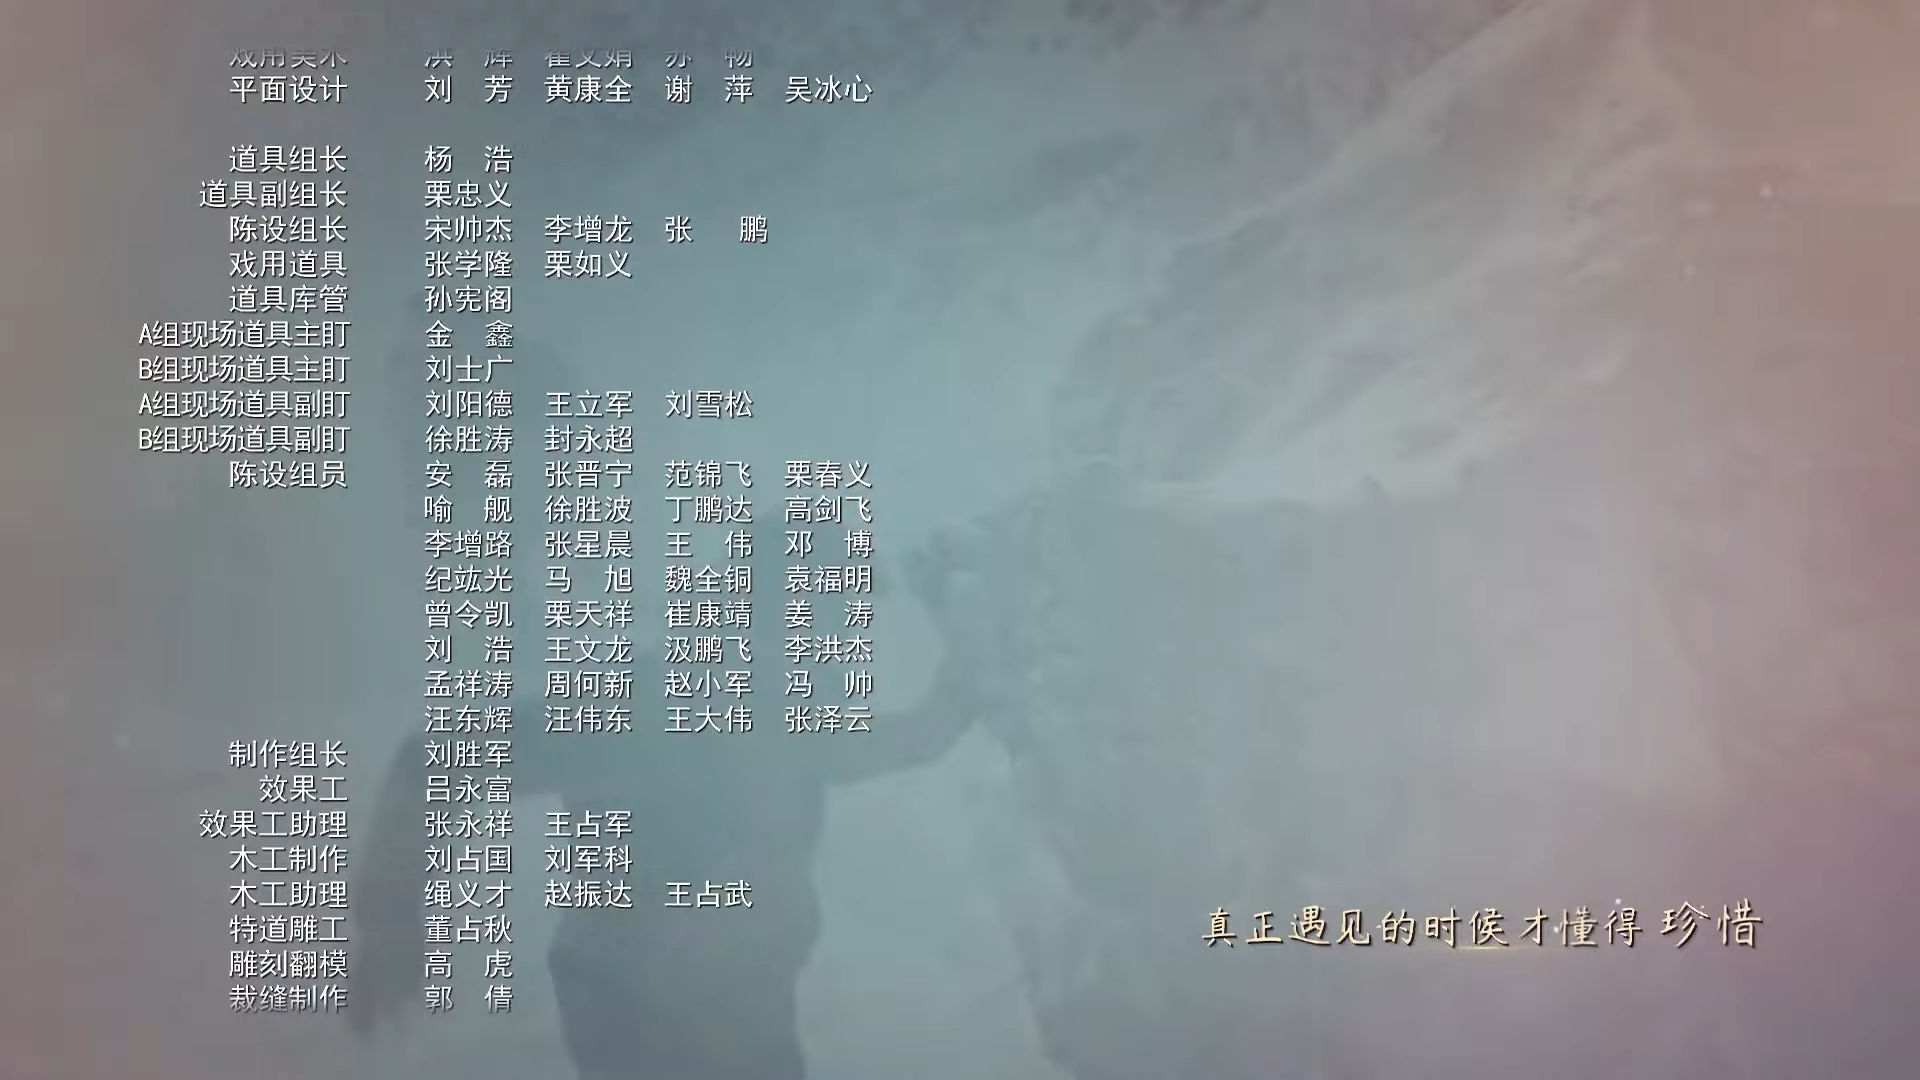 戏用美术 洪 辉 翟义娟 苏 畅
平面设计 刘 芳 黄康全 谢 萍 吴冰心
道具组长 杨 浩
道具副组长 栗忠义
陈设组长 宋帅杰 李增龙 张 鹏
戏用道具 张学隆 栗如义
道具库管 孙宪阁
A组现场道具主盯 金 鑫
B组现场道具主盯 刘士广
A组现场道具副盯 刘阳德 王立军 刘雪松
B组现场道具副盯 徐胜涛 封永超
陈设组员 安 磊 张晋宁 范锦飞 栗春义
喻 舰 徐胜波 丁鹏达 高剑飞
李增路 张星晨 王 伟 邓 博
纪竑光 马 旭 魏全铜 袁福明
曾令凯 栗天祥 崔康靖 姜 涛
刘 浩 王文龙 汲鹏飞 李洪杰
孟祥涛 周何新 赵小军 冯 帅
汪东辉 汪伟东 王大伟 张泽云
制作组长 刘胜军
效果工 吕永富
效果工助理 张永祥 王占军
木工制作 刘占国 刘军科
木工助理 绳义才 赵振达 王占武
特道雕工 董占秋
雕刻翻模 高 虎
裁缝制作 郭 倩
真正遇见的时候才懂得珍惜